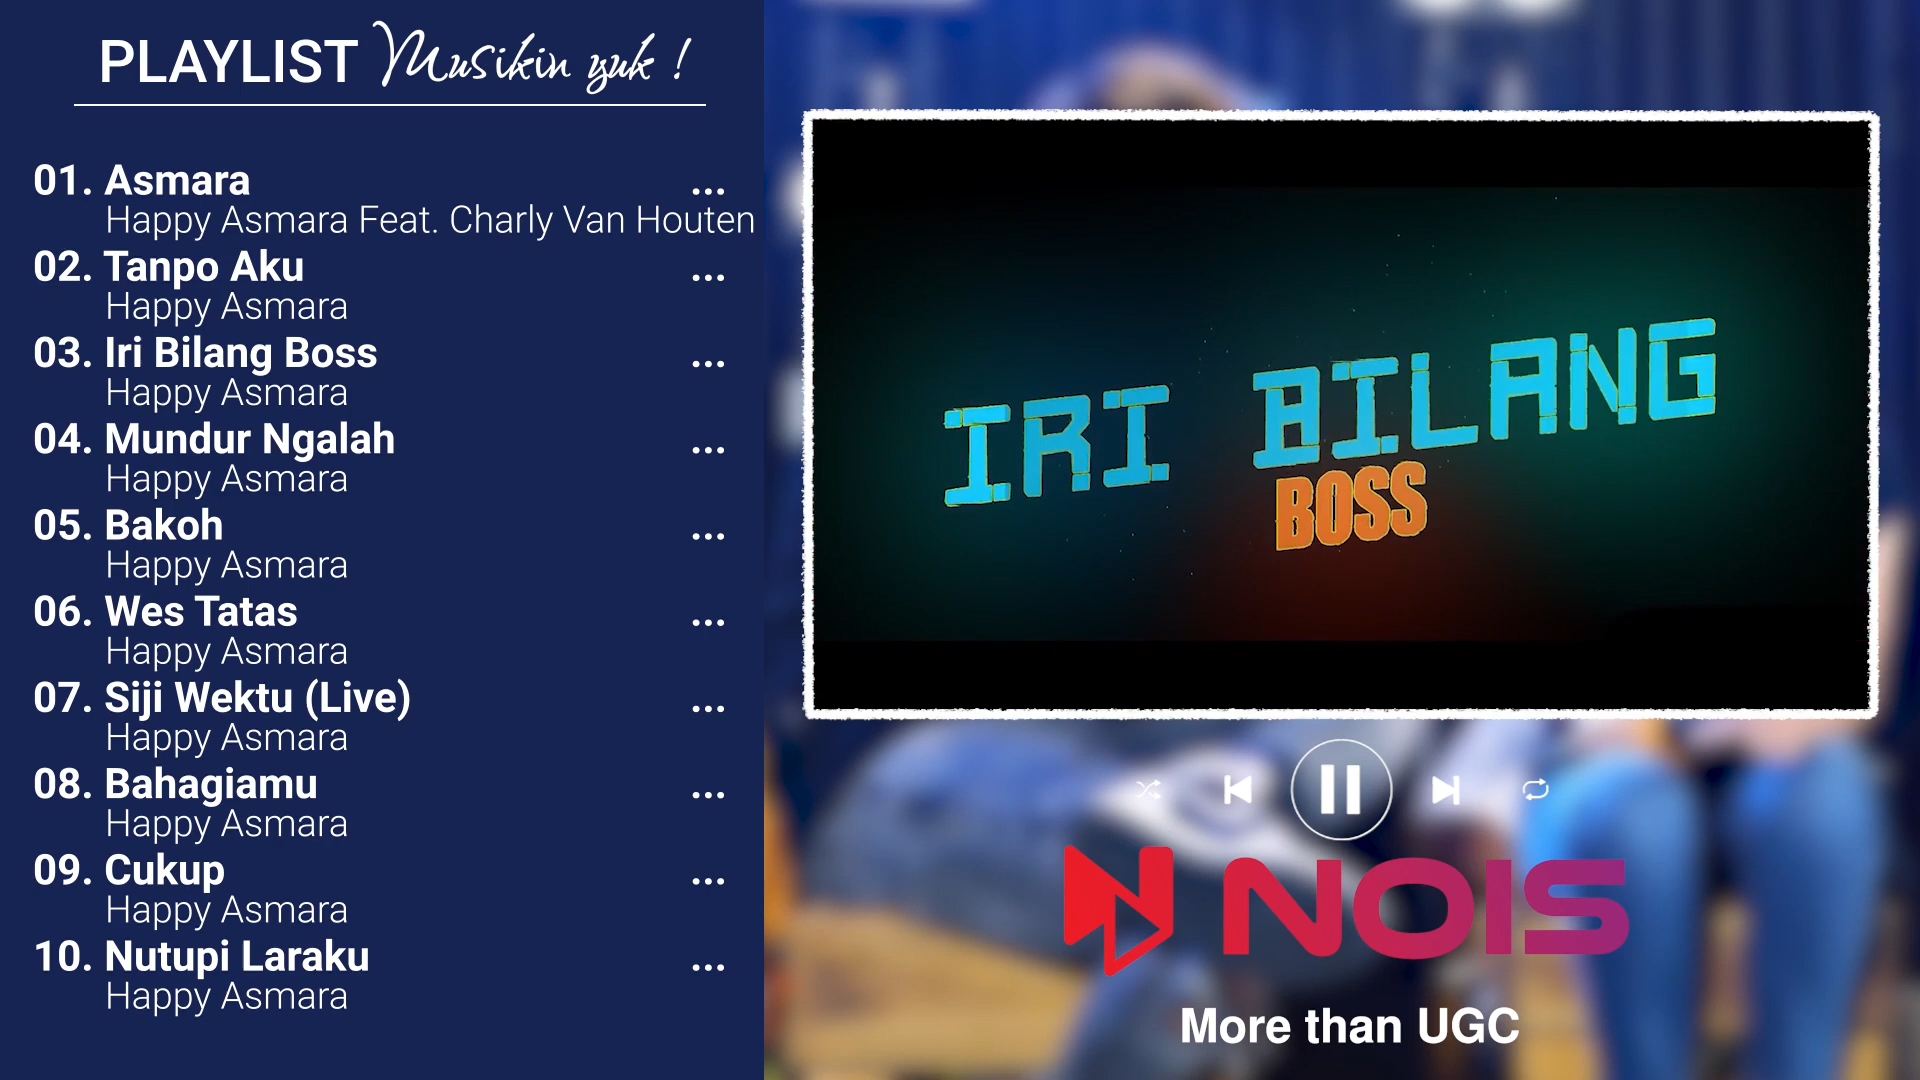 PLAYLIST Musikin yuk !
01. Asmara ...
Happy Asmara Feat. Charly Van Houten
02. Tanpo Aku ...
Happy Asmara
03. Iri Bilang Boss ...
Happy Asmara
04. Mundur Ngalah ...
Happy Asmara
05. Bakoh ...
Happy Asmara
06. Wes Tatas ...
Happy Asmara
07. Siji Wektu (Live) ...
Happy Asmara
08. Bahagiamu ...
Happy Asmara
09. Cukup ...
Happy Asmara
10. Nutupi Laraku ...
Happy Asmara
IRI BILANG
BOSS
NOIS
More than UGC